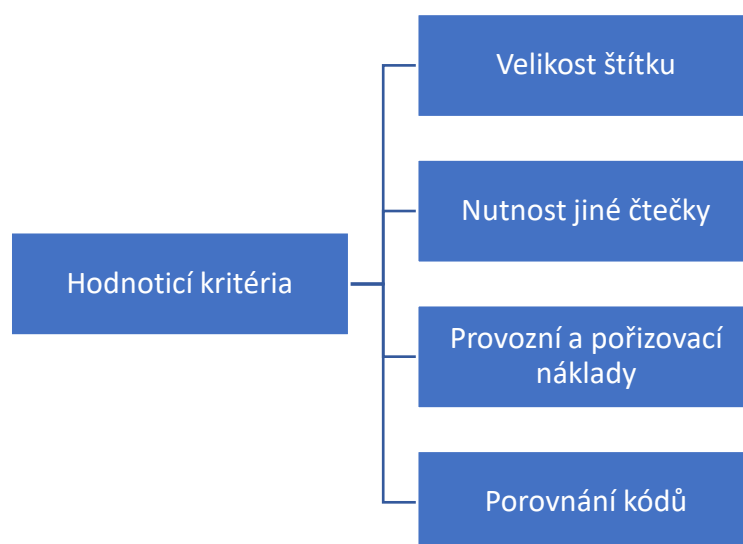 Velikost štítku
Nutnost jiné čtečky
Hodnoticí kritéria
Provozní a pořizovací
náklady
Porovnání kódů